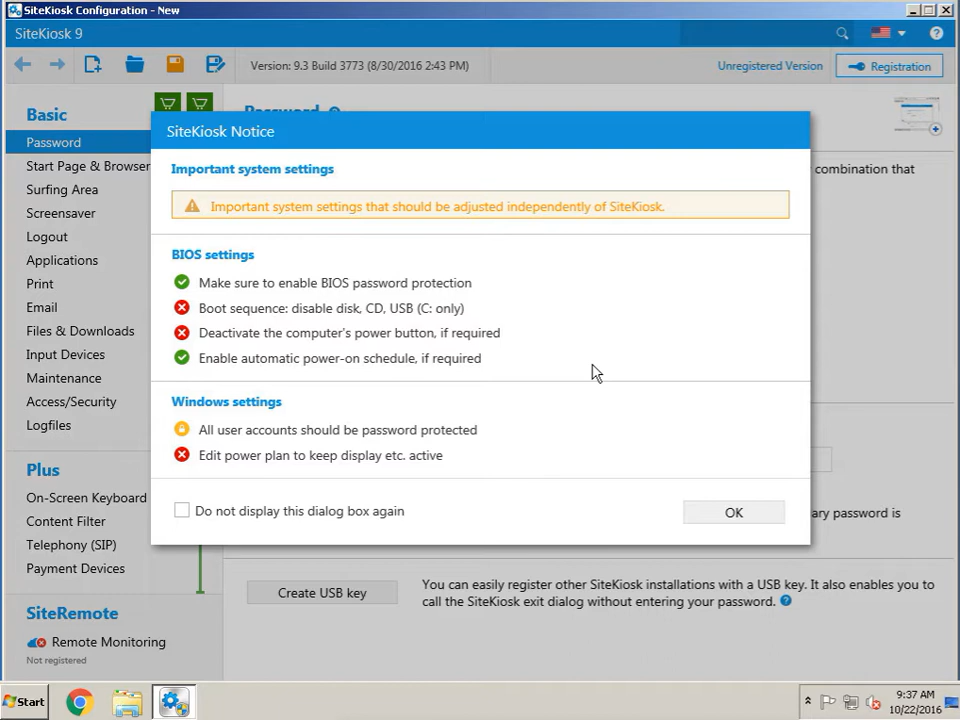 SiteKiosk Configuration - New
SiteKiosk 9
Version: 9.3 Build 3773 (8/30/2016 2:43 PM)
Unregistered Version
Registration
Basic
Password
Start Page & Browser
Surfing Area
Screensaver
Logout
Applications
Print
Email
Files & Downloads
Input Devices
Maintenance
Access/Security
Logfiles
Plus
On-Screen Keyboard
Content Filter
Telephony (SIP)
Payment Devices
SiteRemote
Remote Monitoring
Not registered
Password
combination that
SiteKiosk Notice
Important system settings
Important system settings that should be adjusted independently of SiteKiosk.
BIOS settings
Make sure to enable BIOS password protection
Boot sequence: disable disk, CD, USB (C: only)
Deactivate the computer's power button, if required
Enable automatic power-on schedule, if required
Windows settings
All user accounts should be password protected
Edit power plan to keep display etc. active
Do not display this dialog box again
OK
password is
Create USB key
You can easily register other SiteKiosk installations with a USB key. It also enables you to
call the SiteKiosk exit dialog without entering your password.
Start
9:37 AM
10/22/2016